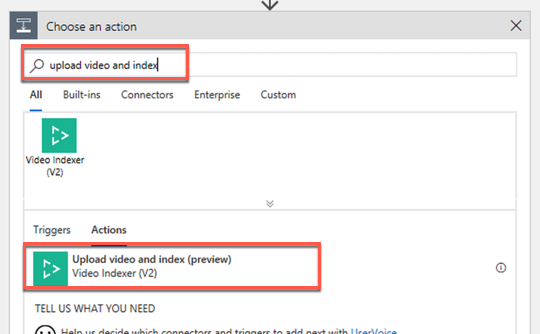 Choose an action
upload video and index
All Built-ins Connectors Enterprise Custom
Video Indexer
(V2)
Triggers Actions
Upload video and index (preview)
Video Indexer (V2)
TELL US WHAT YOU NEED
Help us decide which connectors and triggers to add next with UserVoice